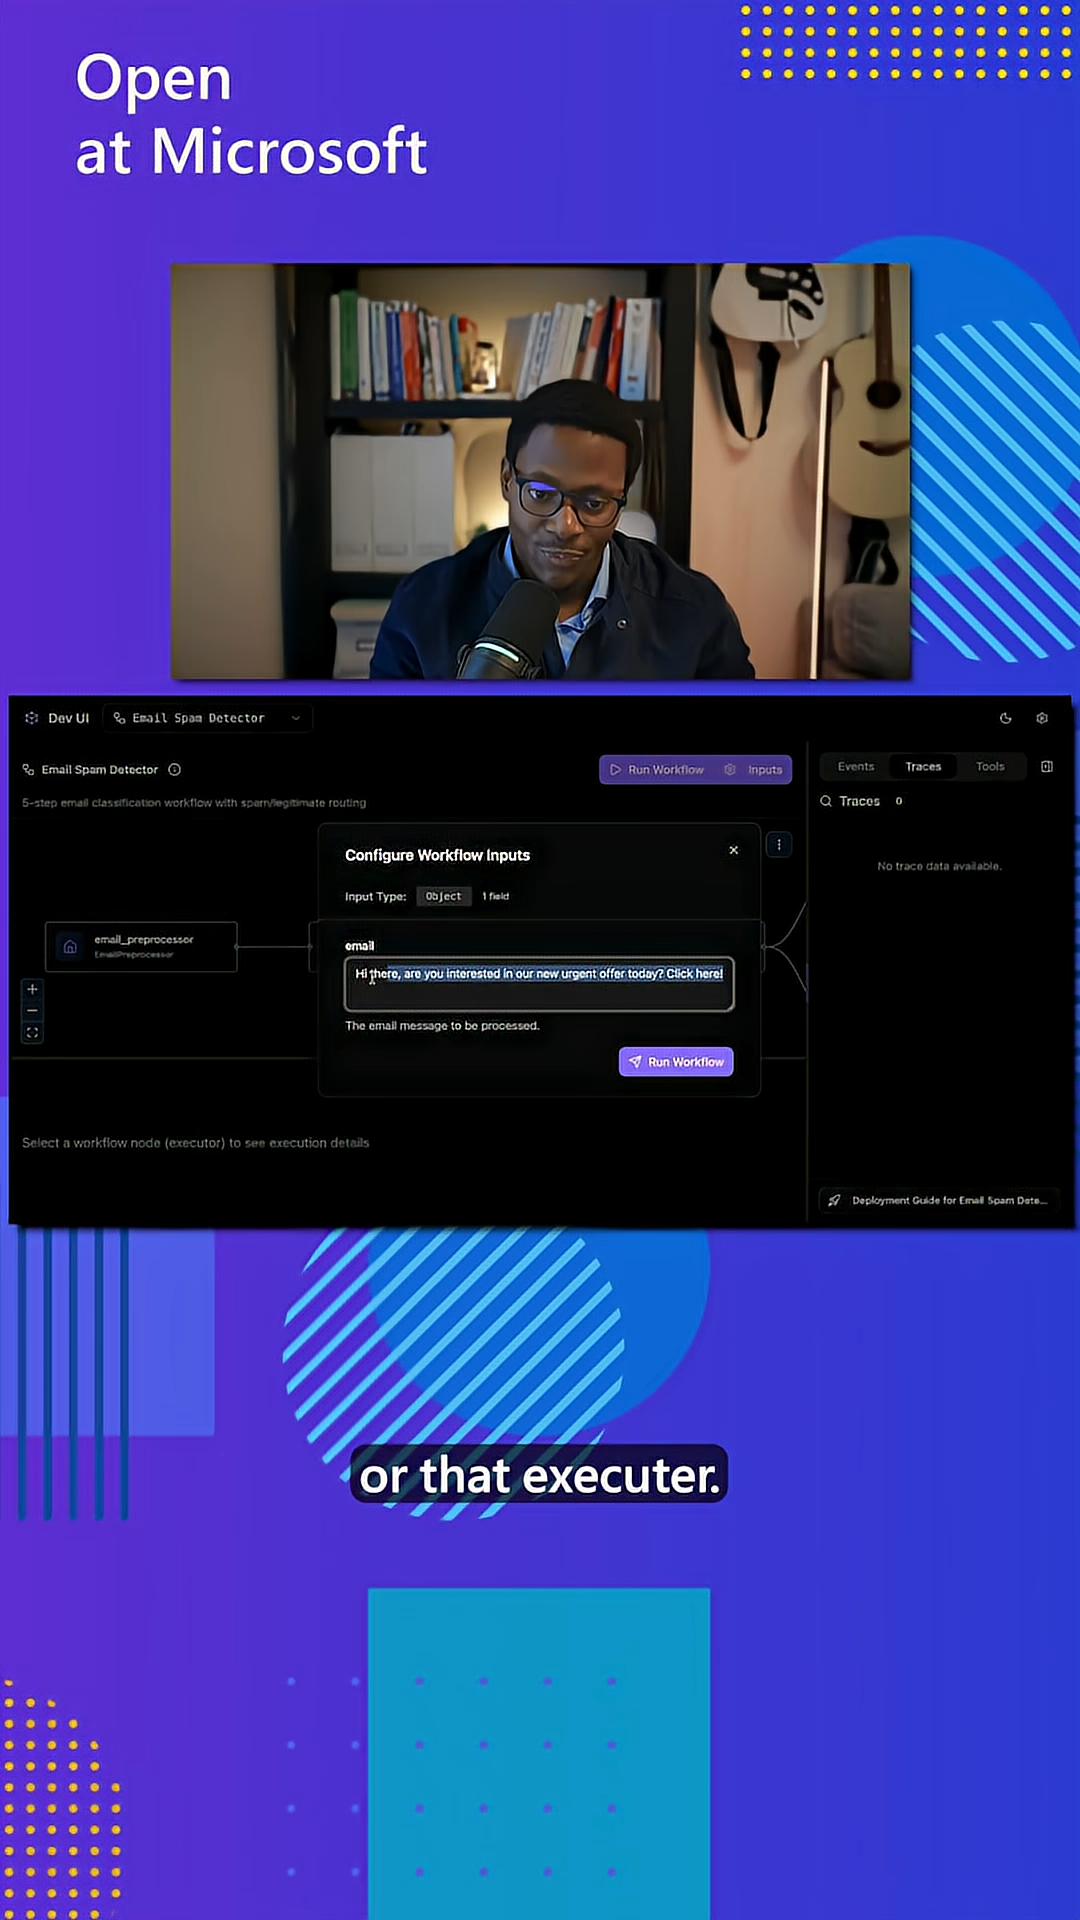 Open
at Microsoft
Dev UI
Email Spam Detector
Email Spam Detector
Run Workflow
Inputs
Events
Traces
Tools
5-step email classification workflow with spam/legitimate routing
Traces 0
Configure Workflow Inputs
Input Type: Object 1 field
No trace data available.
email_preprocessor
EmailPreprocessor
email
Hi there, are you interested in our new urgent offer today? Click here!
The email message to be processed.
Run Workflow
Select a workflow node (executor) to see execution details
Deployment Guide for Email Spam Dete...
or that executer.